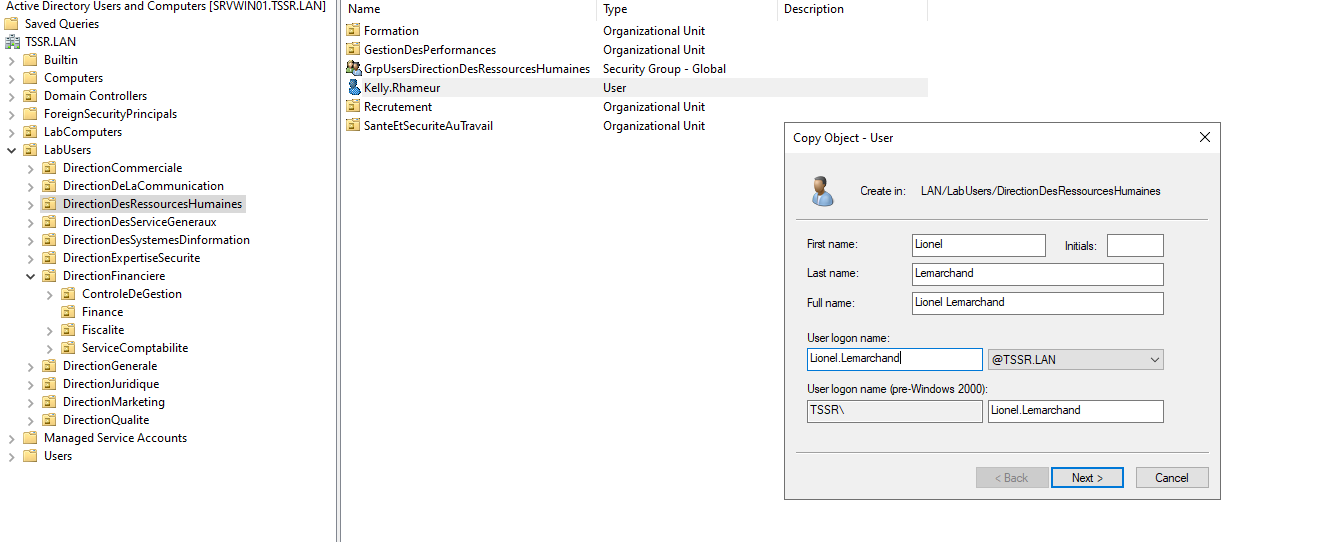 Active Directory Users and Computers [SRVWIN01.TSSR.LAN]
Saved Queries
TSSR.LAN
Builtin
Computers
Domain Controllers
ForeignSecurityPrincipals
LabComputers
LabUsers
DirectionCommerciale
DirectionDeLaCommunication
DirectionDesRessourcesHumaines
DirectionDesServiceGeneraux
DirectionDesSystemesDinformation
DirectionExpertiseSecurite
DirectionFinanciere
ControleDeGestion
Finance
Fiscalite
ServiceComptabilite
DirectionGenerale
DirectionJuridique
DirectionMarketing
DirectionQualite
Managed Service Accounts
Users
Name Type Description
Formation Organizational Unit
GestionDesPerformances Organizational Unit
GrpUsersDirectionDesRessourcesHumaines Security Group - Global
Kelly.Rhameur User
Recrutement Organizational Unit
SanteEtSecuriteAuTravail Organizational Unit
Copy Object - User
Create in: LAN/LabUsers/DirectionDesRessourcesHumaines
First name: Lionel Initials:
Last name: Lemarchand
Full name: Lionel Lemarchand
User logon name:
Lionel.Lemarchand @TSSR.LAN
User logon name (pre-Windows 2000):
TSSR\ Lionel.Lemarchand
< Back Next > Cancel